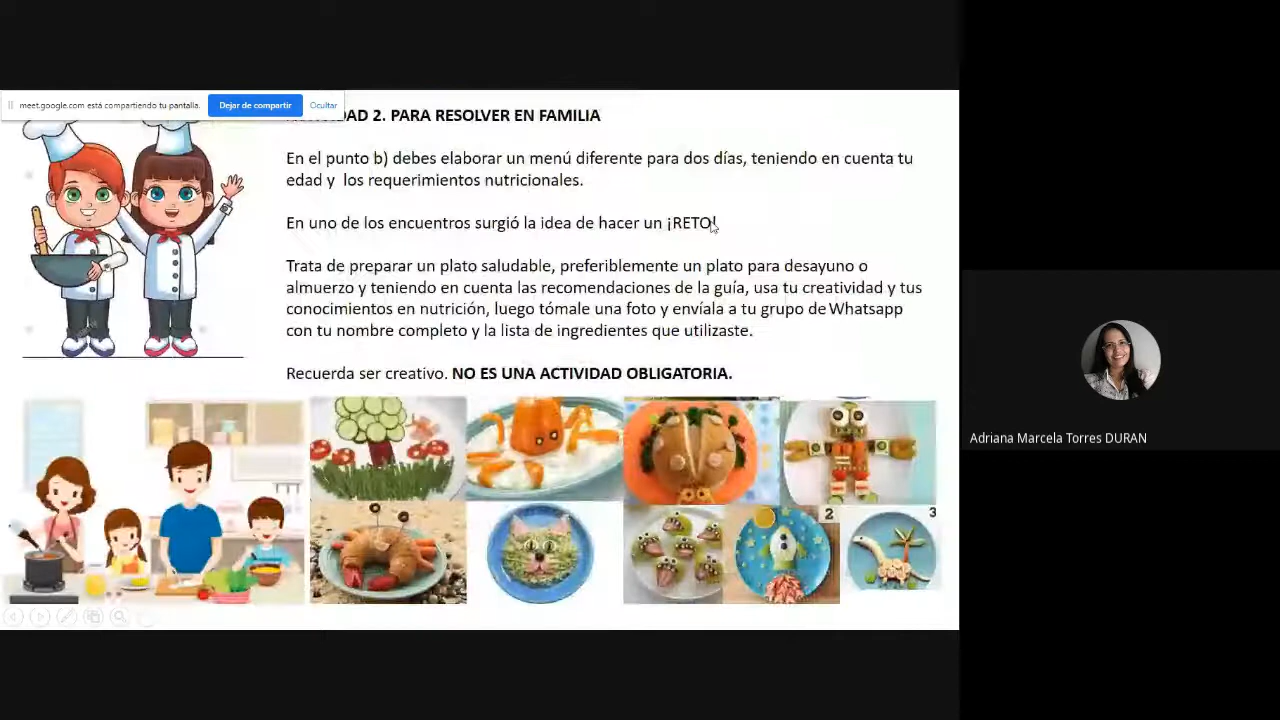 meet.google.com está compartiendo tu pantalla.
Dejar de compartir
Ocultar
AD 2. PARA RESOLVER EN FAMILIA
En el punto b) debes elaborar un menú diferente para dos días, teniendo en cuenta tu
edad y los requerimientos nutricionales.
En uno de los encuentros surgió la idea de hacer un ¡RETO!
Trata de preparar un plato saludable, preferiblemente un plato para desayuno o
almuerzo y teniendo en cuenta las recomendaciones de la guía, usa tu creatividad y tus
conocimientos en nutrición, luego tómale una foto y envíala a tu grupo de Whatsapp
con tu nombre completo y la lista de ingredientes que utilizaste.
Recuerda ser creativo. NO ES UNA ACTIVIDAD OBLIGATORIA.
2
3
Adriana Marcela Torres DURAN